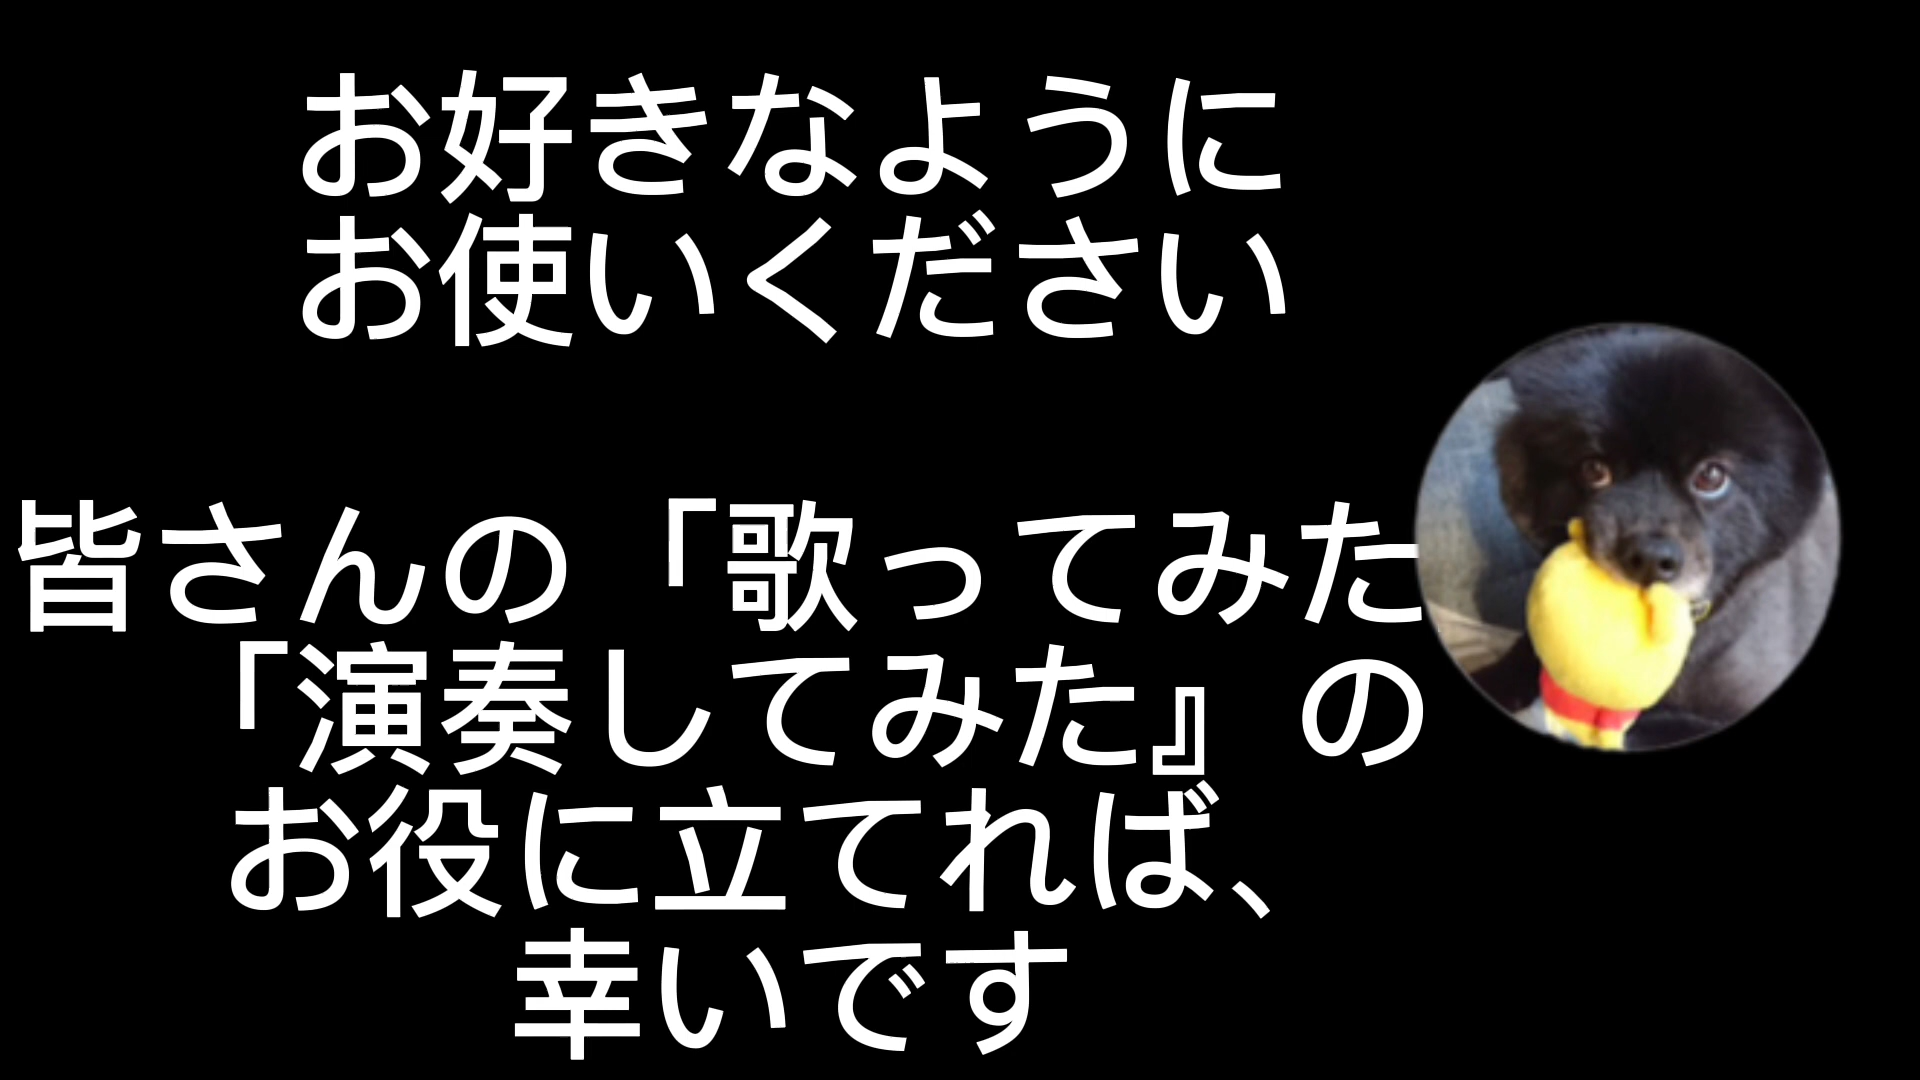 お好きなように
お使いください
皆さんの「歌ってみた
「演奏してみた』の
お役に立てれば、
幸いです